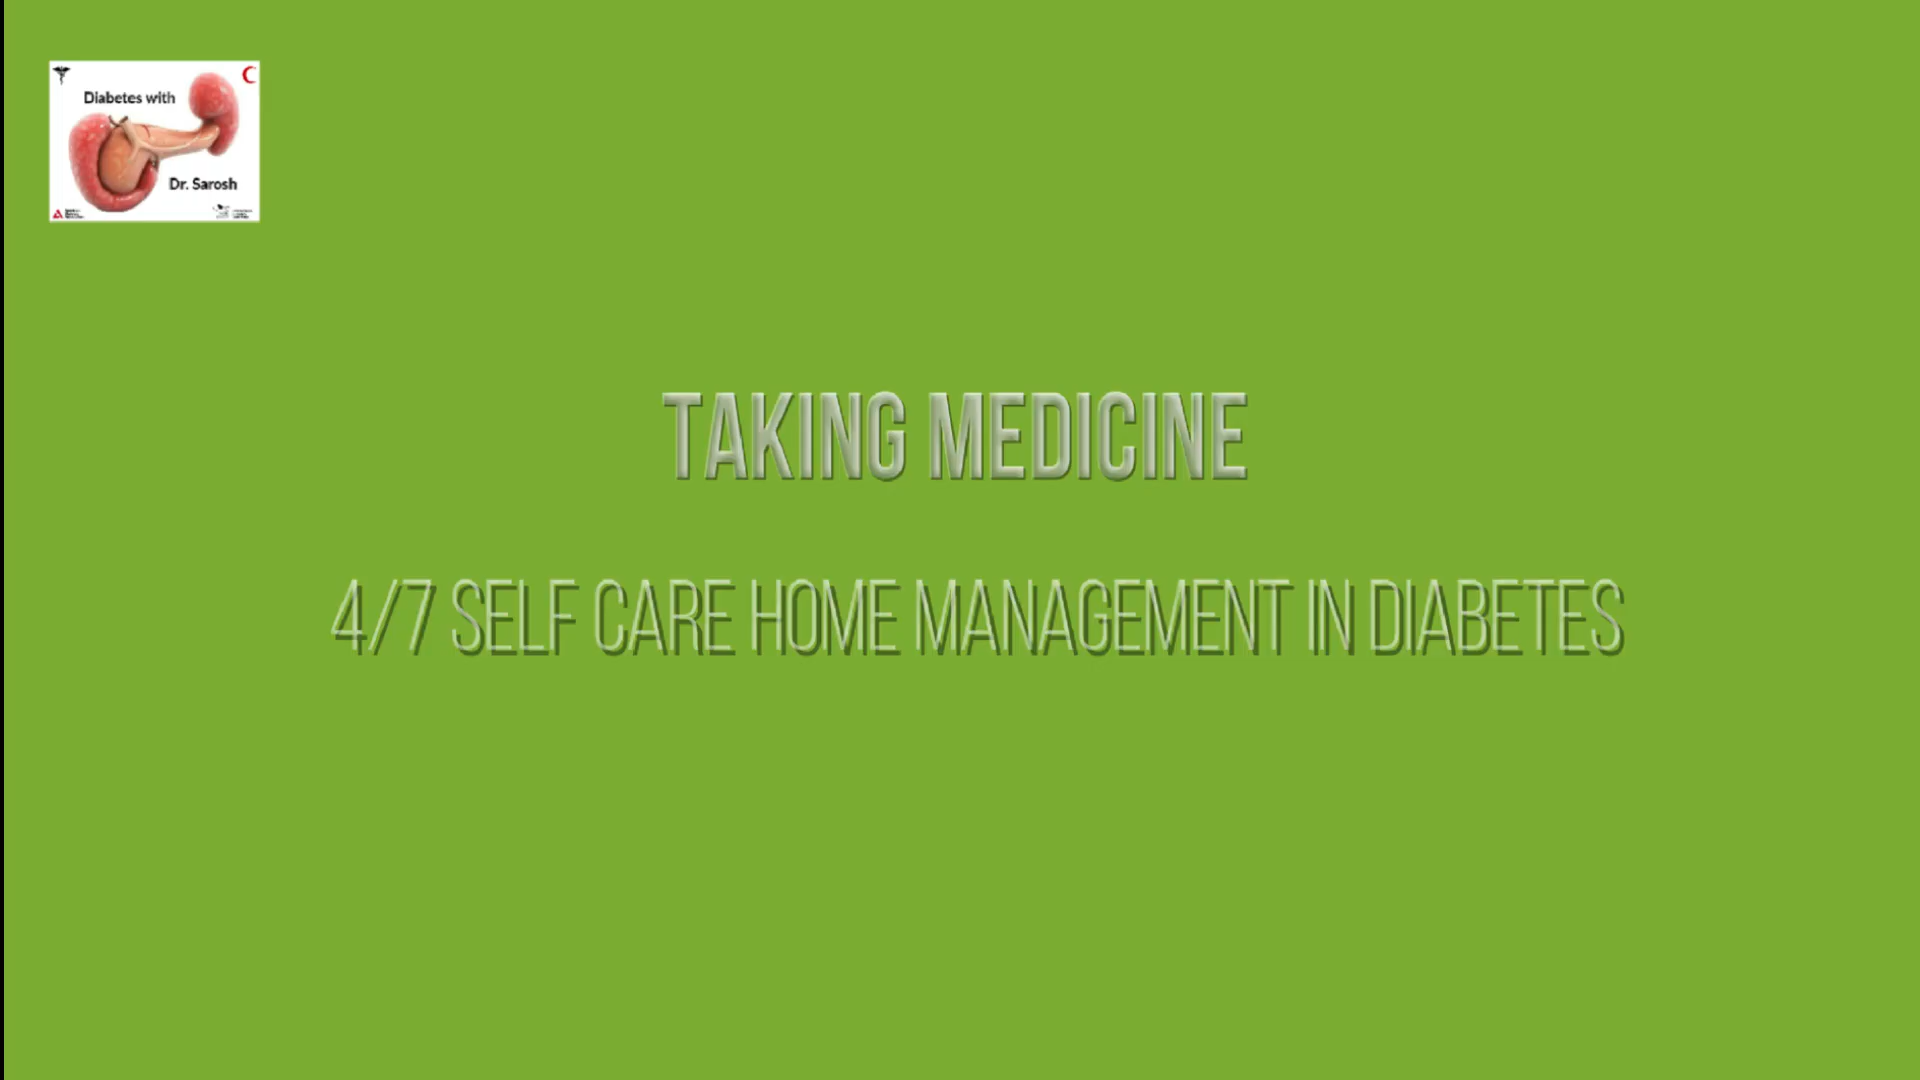 Diabetes with
Dr. Sarosh
TAKING MEDICINE
4/7 SELF CARE HOME MANAGEMENT IN DIABETES